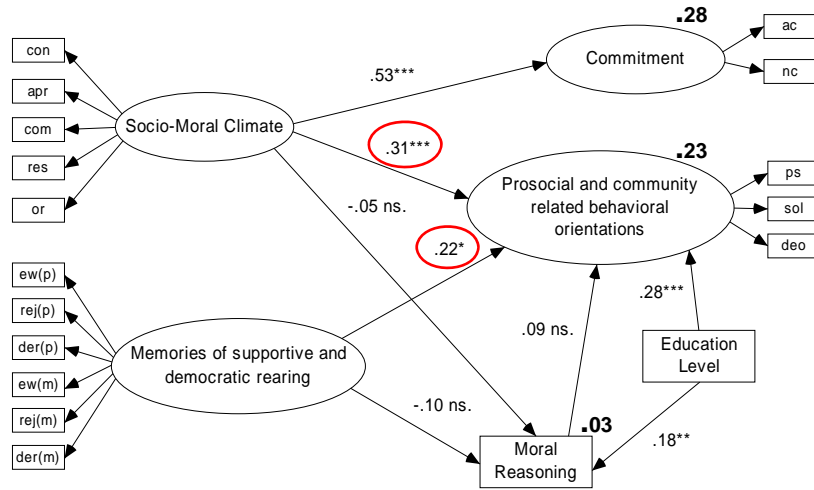 con
apr
com
res
or
Socio-Moral Climate
.53***
.28
Commitment
ac
nc
.31***
-.05 ns.
.23
Prosocial and community
related behavioral
orientations
ps
sol
deo
.22*
ew(p)
rej(p)
der(p)
ew(m)
rej(m)
der(m)
Memories of supportive and
democratic rearing
-.10 ns.
.09 ns.
.28***
Education
Level
.18**
.03
Moral
Reasoning